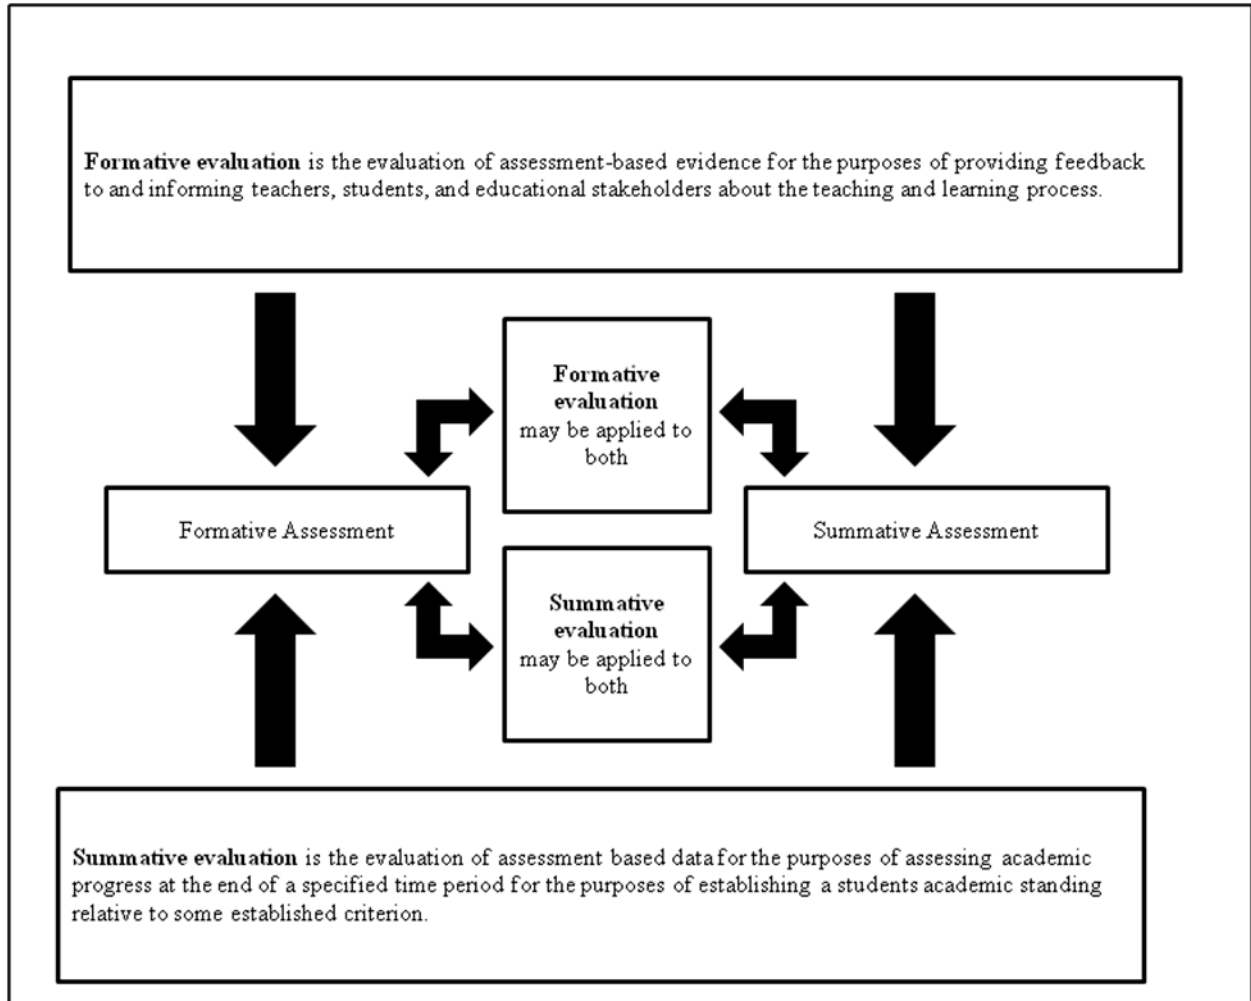 Formative evaluation is the evaluation of assessment-based evidence for the purposes of providing feedback
to and informing teachers, students, and educational stakeholders about the teaching and learning process.
Formative
evaluation
may be applied to
both
Formative Assessment
Summative Assessment
Summative
evaluation
may be applied to
both
Summative evaluation is the evaluation of assessment based data for the purposes of assessing academic
progress at the end of a specified time period for the purposes of establishing a students academic standing
relative to some established criterion.